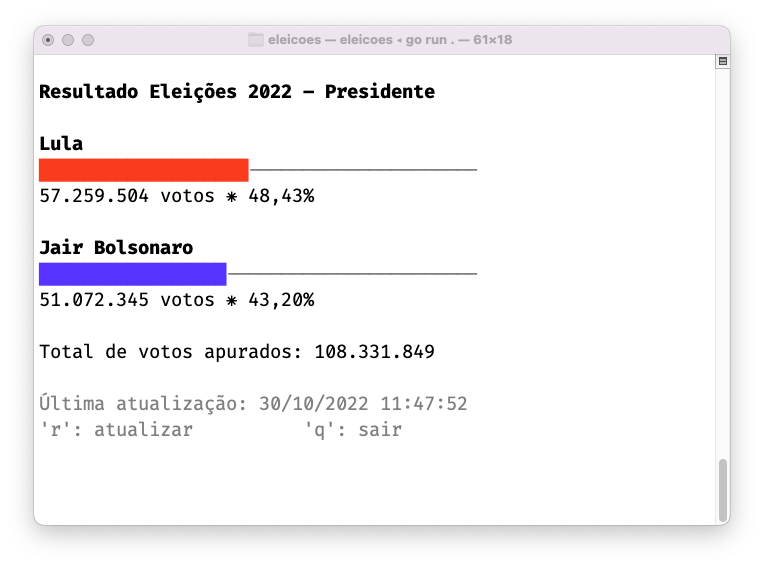 eleicoes — eleicoes ◂ go run . — 61×18
Resultado Eleições 2022 — Presidente
Lula
57.259.504 votos * 48,43%
Jair Bolsonaro
51.072.345 votos * 43,20%
Total de votos apurados: 108.331.849
Última atualização: 30/10/2022 11:47:52
'r': atualizar 'q': sair